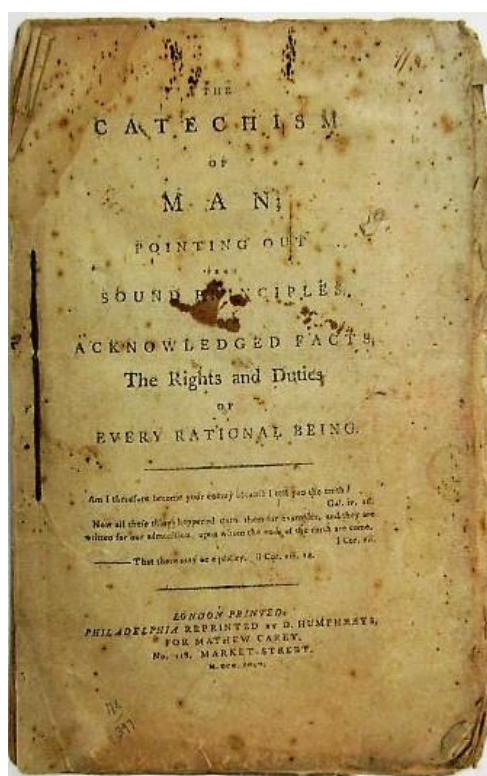 THE
CATECHISM
OF
MAN;
POINTING OUT
FROM
SOUND PRINCIPLES,
ACKNOWLEDGED FACTS,
The Rights and Duties
OF
EVERY RATIONAL BEING.
Am I therefore become your enemy because I tell you the truth?
Gal. iv. 16.
Now all these things happened unto them for examples, and they are
written for our admonition, upon whom the ends of the earth are come.
I Cor.
That there may be equality. II Cor. viii. 14.
LONDON PRINTED:
PHILADELPHIA REPRINTED BY D. HUMPHREYS,
FOR MATHEW CAREY,
No. 118, MARKET-STREET.